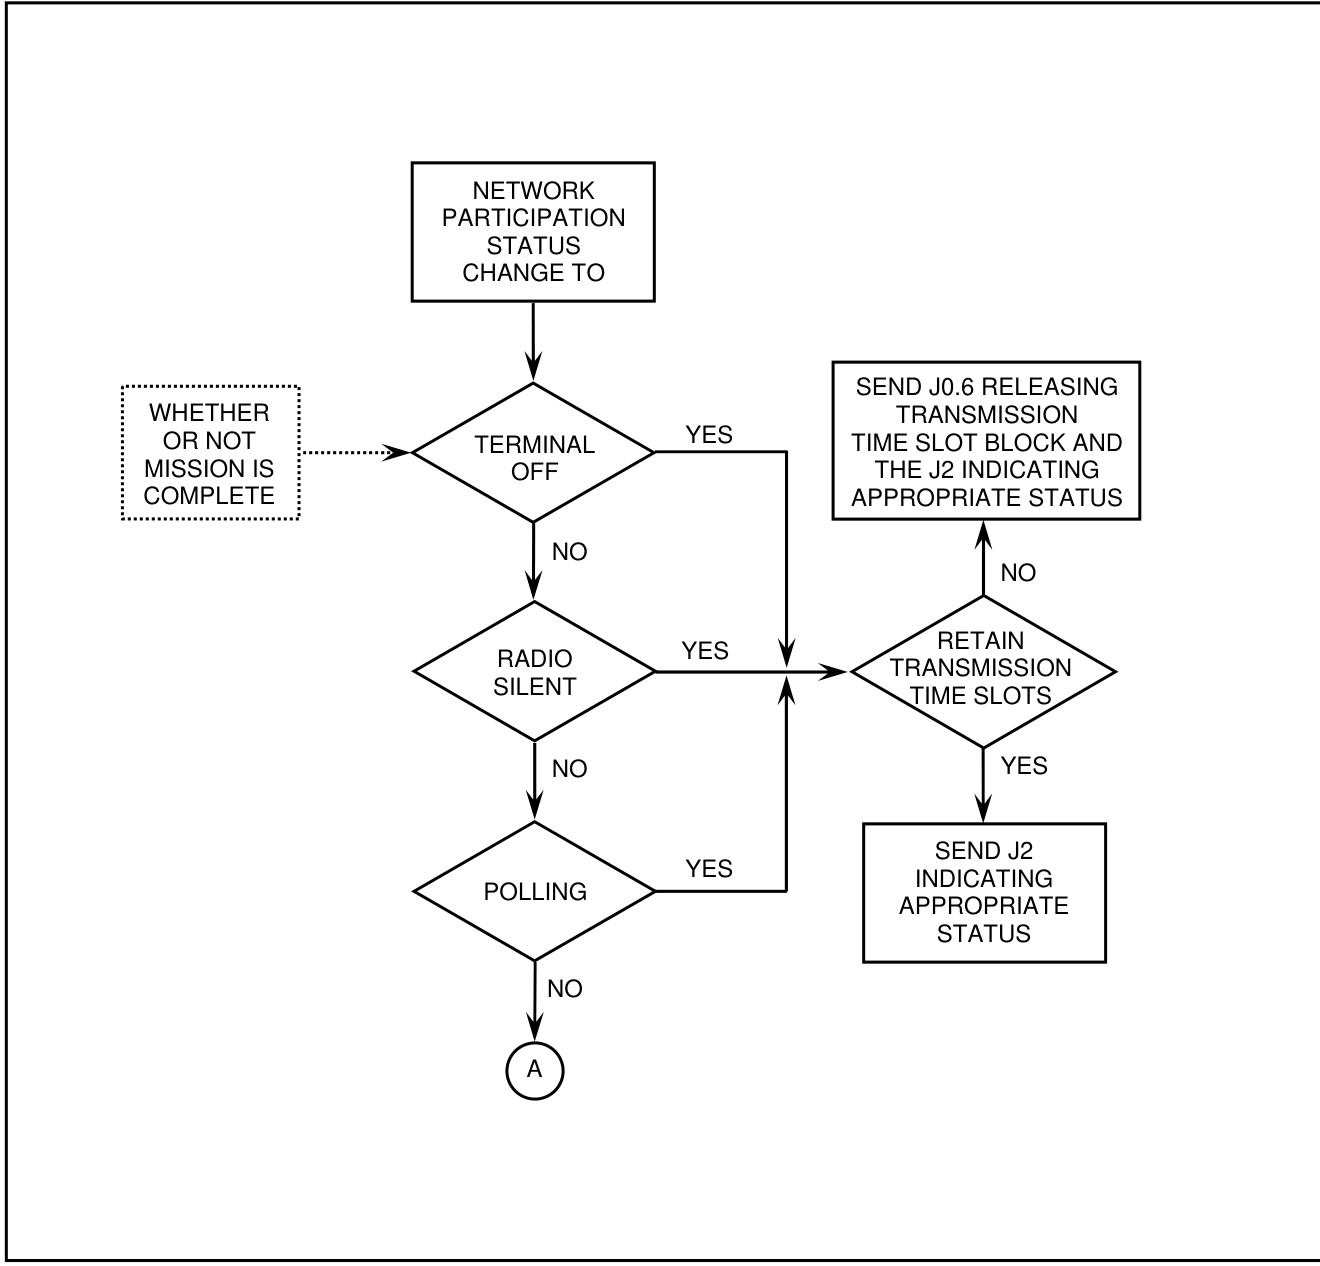 NETWORK
PARTICIPATION
STATUS
CHANGE TO
WHETHER
OR NOT
MISSION IS
COMPLETE
TERMINAL
OFF
YES
SEND J0.6 RELEASING
TRANSMISSION
TIME SLOT BLOCK AND
THE J2 INDICATING
APPROPRIATE STATUS
NO
NO
RADIO
SILENT
YES
RETAIN
TRANSMISSION
TIME SLOTS
NO
YES
POLLING
YES
SEND J2
INDICATING
APPROPRIATE
STATUS
NO
A